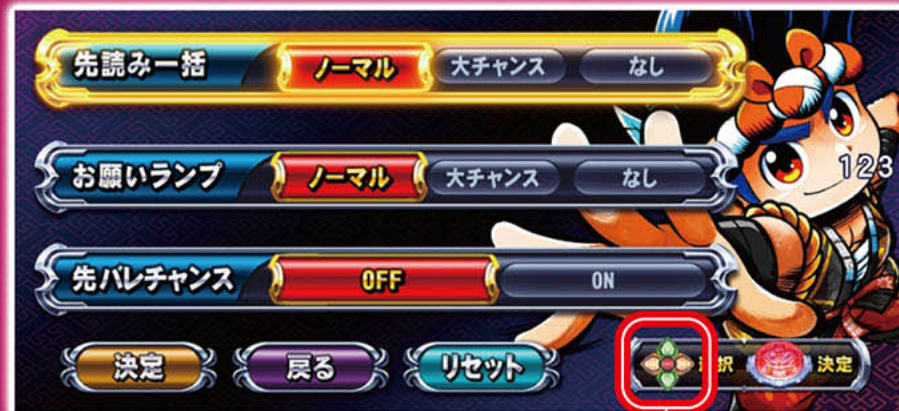 先読み一括 ノーマル 大チャンス なし
お願いランプ ノーマル 大チャンス なし
123
先バレチャンス OFF ON
決定 戻る リセット 選択 決定